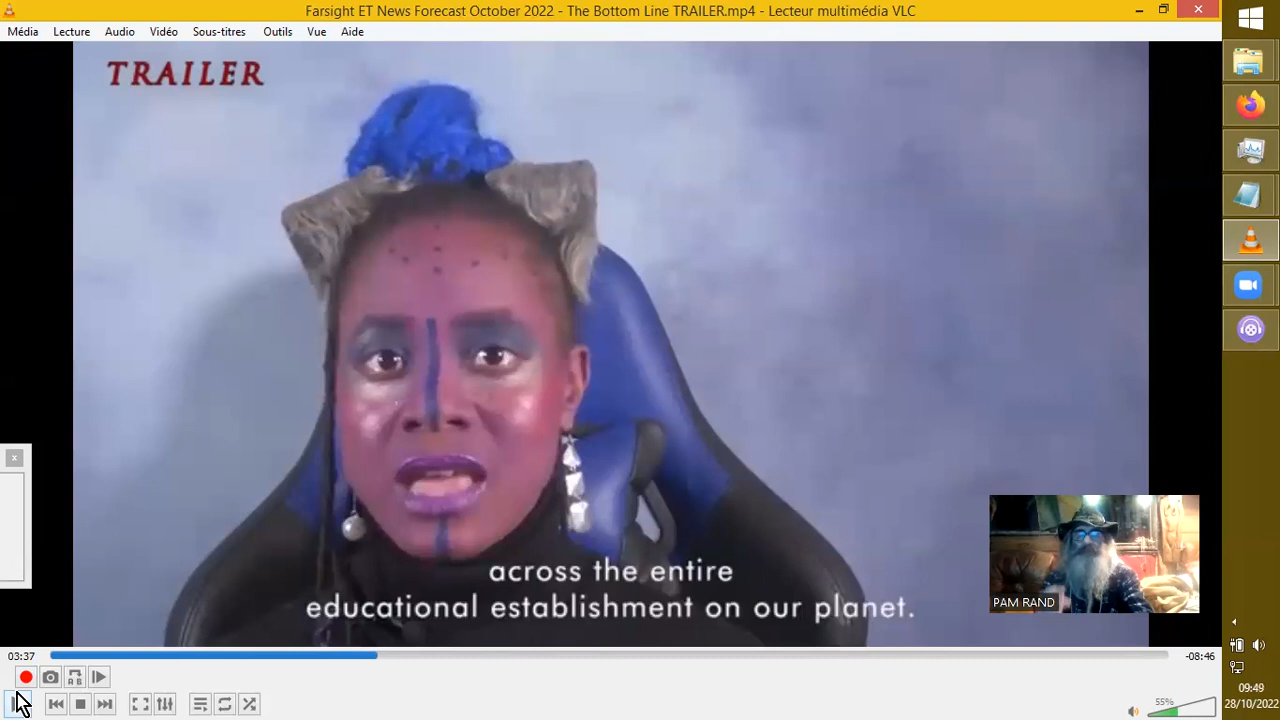 Farsight ET News Forecast October 2022 - The Bottom Line TRAILER.mp4 - Lecteur multimédia VLC
Média Lecture Audio Vidéo Sous-titres Outils Vue Aide
TRAILER
across the entire
educational establishment on our planet.
PAM RAND
03:37
-08:46
A B
55%
09:49
28/10/2022